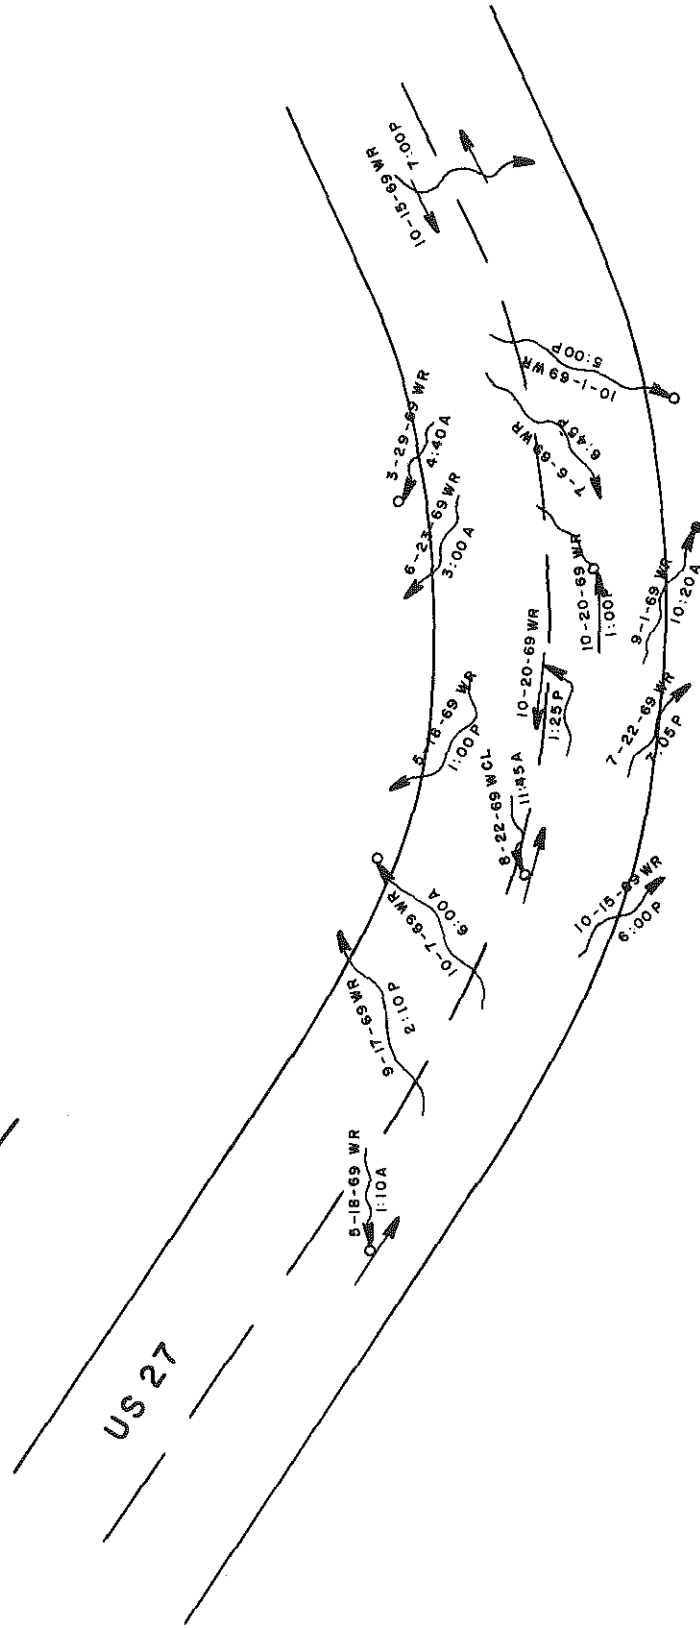 10-15-69 WR
7:00P
3-29-69 WR
4:40A
10-1-69 WR
5:00P
7-6-69 WR
6:45P
6-23-69 WR
3:00A
10-20-69 WR
1:00P
9-1-69 WR
10:20A
10-20-69 WR
1:25P
5-18-69 WR
1:00P
7-22-69 WR
7:05P
8-22-69 WCL
11:45A
10-7-69 WR
6:00A
10-15-69 WR
6:00P
9-17-69 WR
2:10P
5-18-69 WR
1:10A
US 27